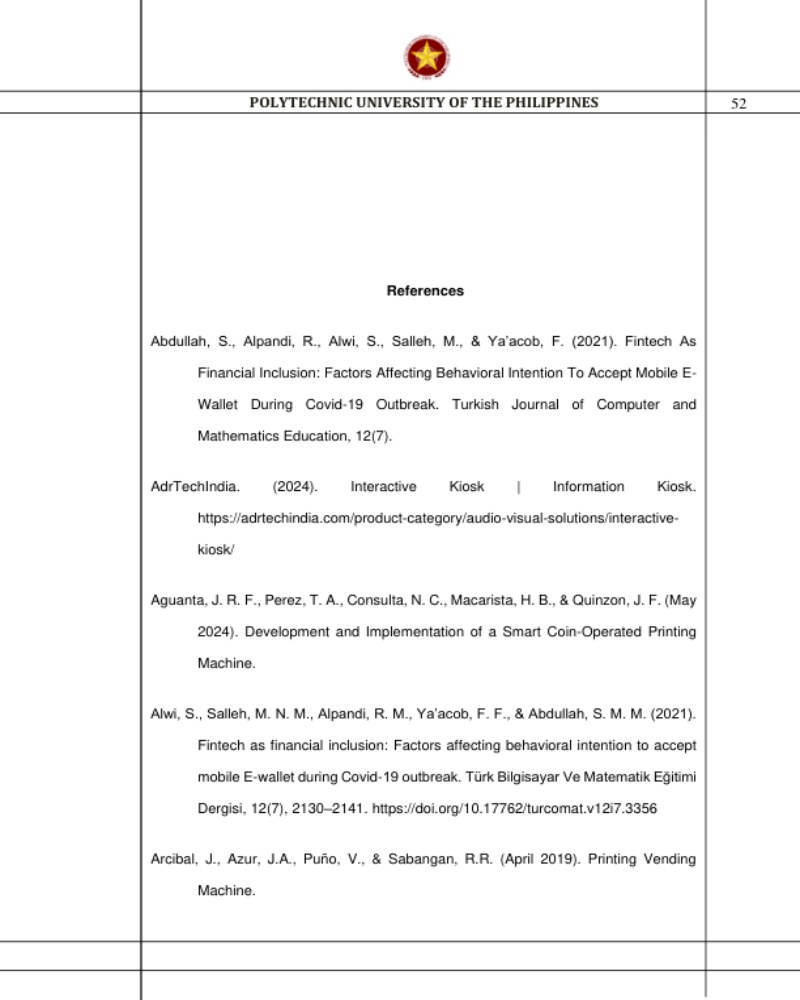 POLYTECHNIC UNIVERSITY OF THE PHILIPPINES
52
References
Abdullah, S., Alpandi, R., Alwi, S., Salleh, M., & Ya’acob, F. (2021). Fintech As
Financial Inclusion: Factors Affecting Behavioral Intention To Accept Mobile E-
Wallet During Covid-19 Outbreak. Turkish Journal of Computer and
Mathematics Education, 12(7).
AdrTechIndia. (2024). Interactive Kiosk | Information Kiosk.
https://adrtechindia.com/product-category/audio-visual-solutions/interactive-
kiosk/
Aguanta, J. R. F., Perez, T. A., Consulta, N. C., Macarista, H. B., & Quinzon, J. F. (May
2024). Development and Implementation of a Smart Coin-Operated Printing
Machine.
Alwi, S., Salleh, M. N. M., Alpandi, R. M., Ya’acob, F. F., & Abdullah, S. M. M. (2021).
Fintech as financial inclusion: Factors affecting behavioral intention to accept
mobile E-wallet during Covid-19 outbreak. Türk Bilgisayar Ve Matematik Eğitimi
Dergisi, 12(7), 2130–2141. https://doi.org/10.17762/turcomat.v12i7.3356
Arcibal, J., Azur, J.A., Puño, V., & Sabangan, R.R. (April 2019). Printing Vending
Machine.